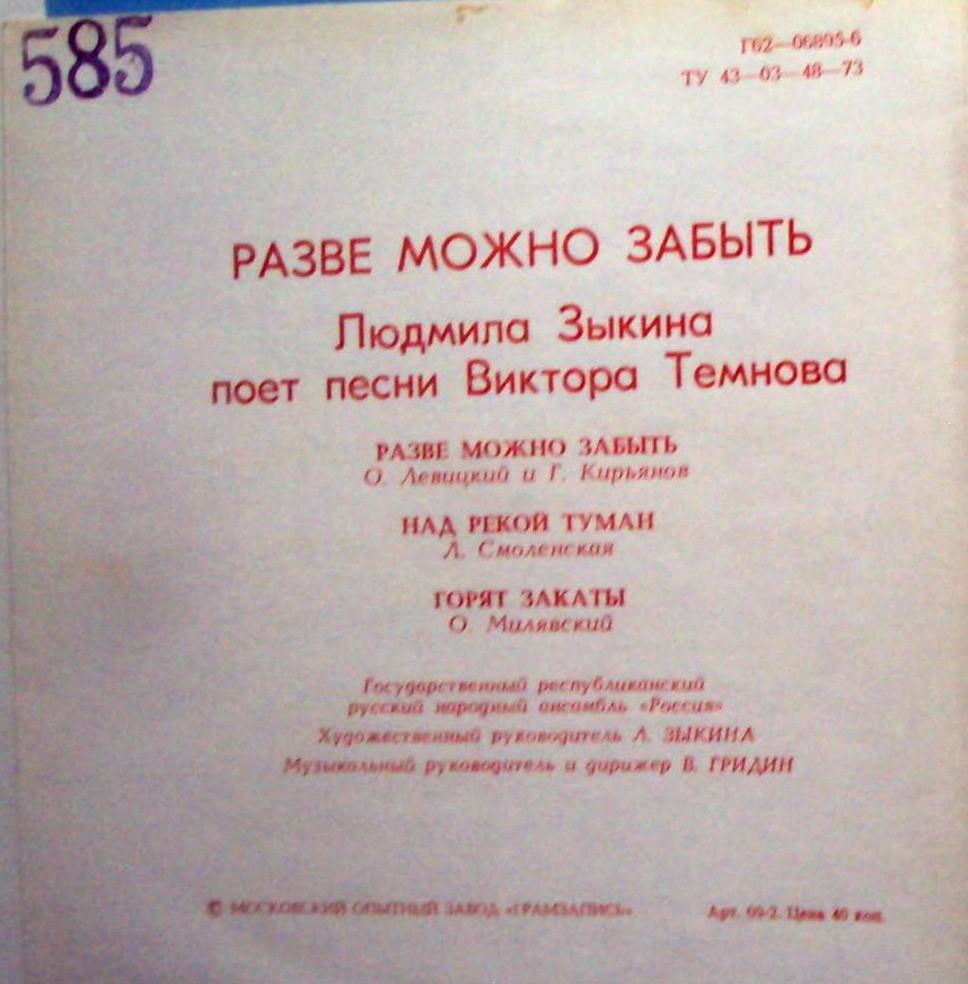 585
Г62—06895-6
ТУ 43—03—48—73
РАЗВЕ МОЖНО ЗАБЫТЬ
Людмила Зыкина
поет песни Виктора Темнова
РАЗВЕ МОЖНО ЗАБЫТЬ
О. Левицкий и Г. Кирьянов
НАД РЕКОЙ ТУМАН
Л. Смоленская
ГОРЯТ ЗАКАТЫ
О. Милявский
Государственный республиканский
русский народный ансамбль «Россия»
Художественный руководитель Л. ЗЫКИНА
Музыкальный руководитель и дирижер В. ГРИДИН
© МОСКОВСКИЙ ОПЫТНЫЙ ЗАВОД «ГРАМЗАПИСЬ»
Арт. 09-2. Цена 40 коп.